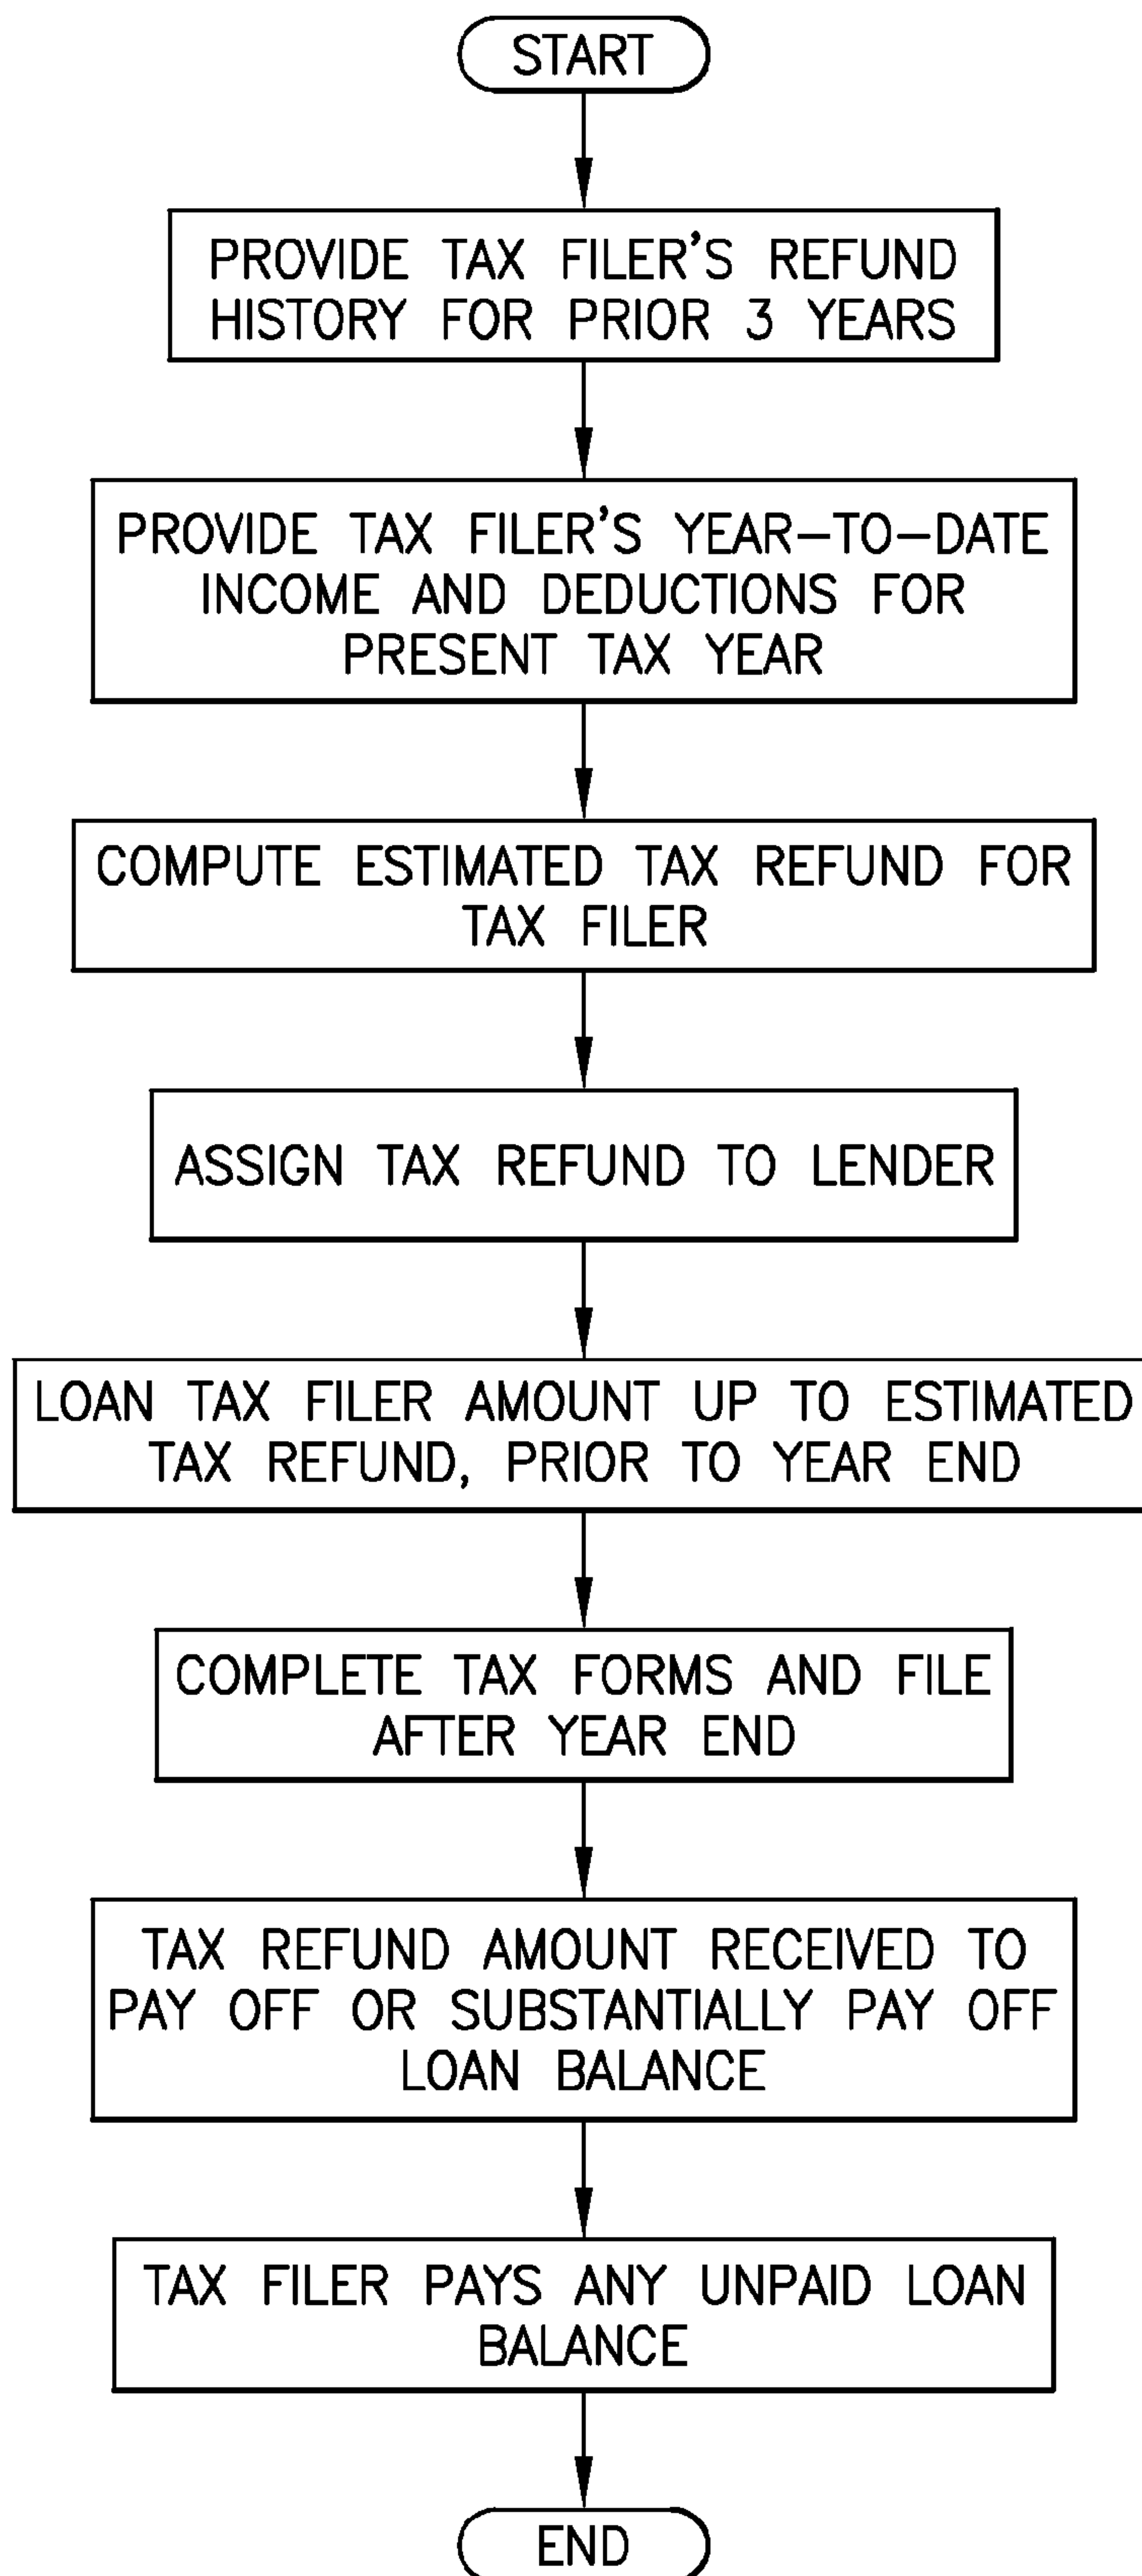 START
PROVIDE TAX FILER'S REFUND
HISTORY FOR PRIOR 3 YEARS
PROVIDE TAX FILER'S YEAR-TO-DATE
INCOME AND DEDUCTIONS FOR
PRESENT TAX YEAR
COMPUTE ESTIMATED TAX REFUND FOR
TAX FILER
ASSIGN TAX REFUND TO LENDER
LOAN TAX FILER AMOUNT UP TO ESTIMATED
TAX REFUND, PRIOR TO YEAR END
COMPLETE TAX FORMS AND FILE
AFTER YEAR END
TAX REFUND AMOUNT RECEIVED TO
PAY OFF OR SUBSTANTIALLY PAY OFF
LOAN BALANCE
TAX FILER PAYS ANY UNPAID LOAN
BALANCE
END